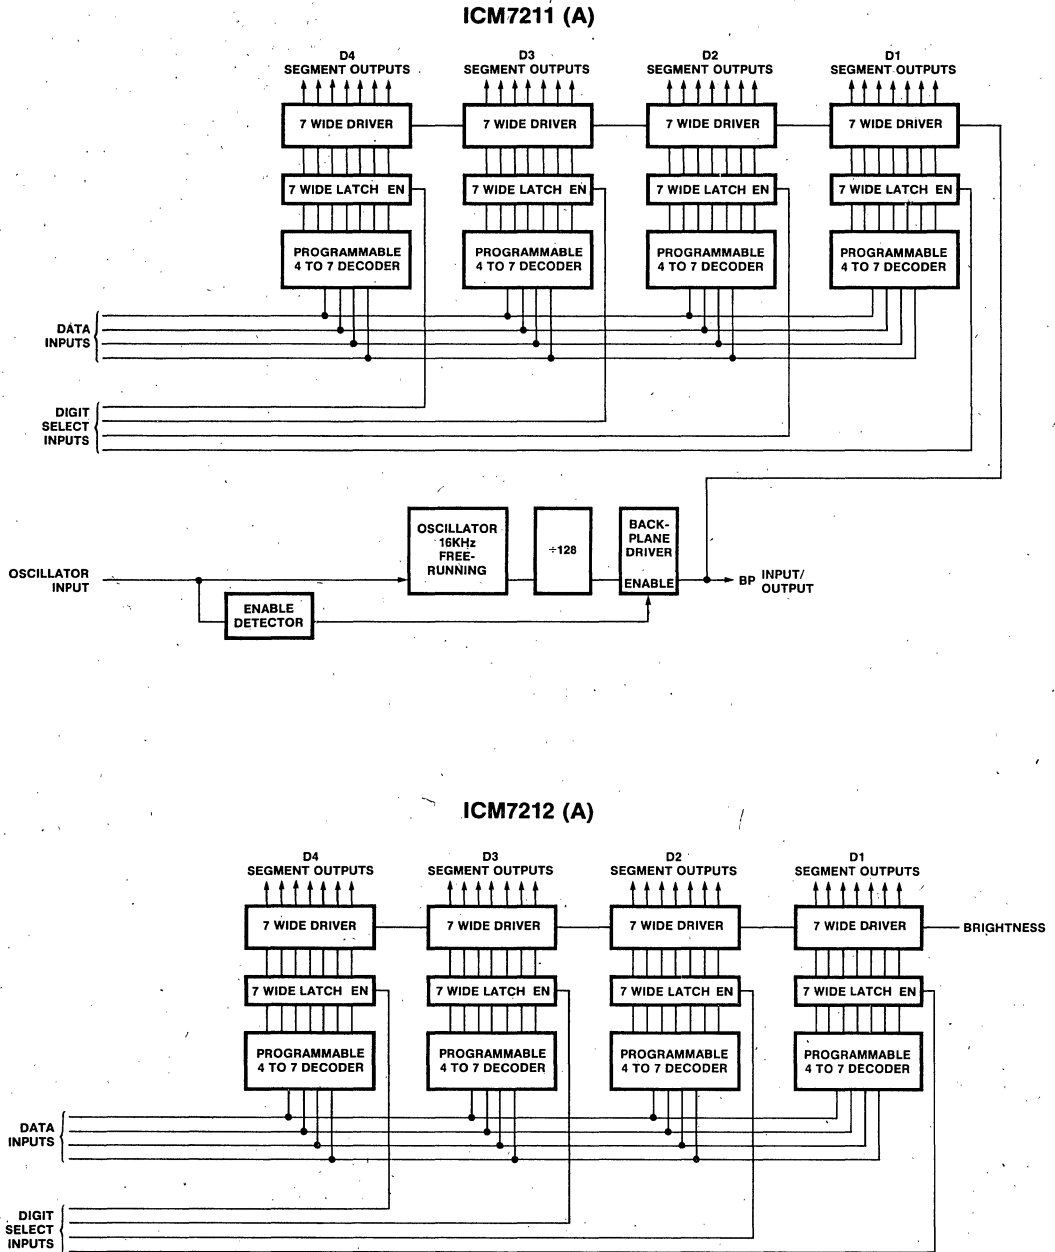 ICM7211 (A)
D4
SEGMENT OUTPUTS
D3
SEGMENT OUTPUTS
D2
SEGMENT OUTPUTS
D1
SEGMENT OUTPUTS
7 WIDE DRIVER
7 WIDE DRIVER
7 WIDE DRIVER
7 WIDE DRIVER
7 WIDE LATCH EN
7 WIDE LATCH EN
7 WIDE LATCH EN
7 WIDE LATCH EN
PROGRAMMABLE
4 TO 7 DECODER
PROGRAMMABLE
4 TO 7 DECODER
PROGRAMMABLE
4 TO 7 DECODER
PROGRAMMABLE
4 TO 7 DECODER
DATA
INPUTS
DIGIT
SELECT
INPUTS
OSCILLATOR
INPUT
ENABLE
DETECTOR
OSCILLATOR
16KHz
FREE-
RUNNING
÷128
BACK-
PLANE
DRIVER
ENABLE
BP INPUT/
OUTPUT
ICM7212 (A)
D4
SEGMENT OUTPUTS
D3
SEGMENT OUTPUTS
D2
SEGMENT OUTPUTS
D1
SEGMENT OUTPUTS
7 WIDE DRIVER
7 WIDE DRIVER
7 WIDE DRIVER
7 WIDE DRIVER
BRIGHTNESS
7 WIDE LATCH EN
7 WIDE LATCH EN
7 WIDE LATCH EN
7 WIDE LATCH EN
PROGRAMMABLE
4 TO 7 DECODER
PROGRAMMABLE
4 TO 7 DECODER
PROGRAMMABLE
4 TO 7 DECODER
PROGRAMMABLE
4 TO 7 DECODER
DATA
INPUTS
DIGIT
SELECT
INPUTS